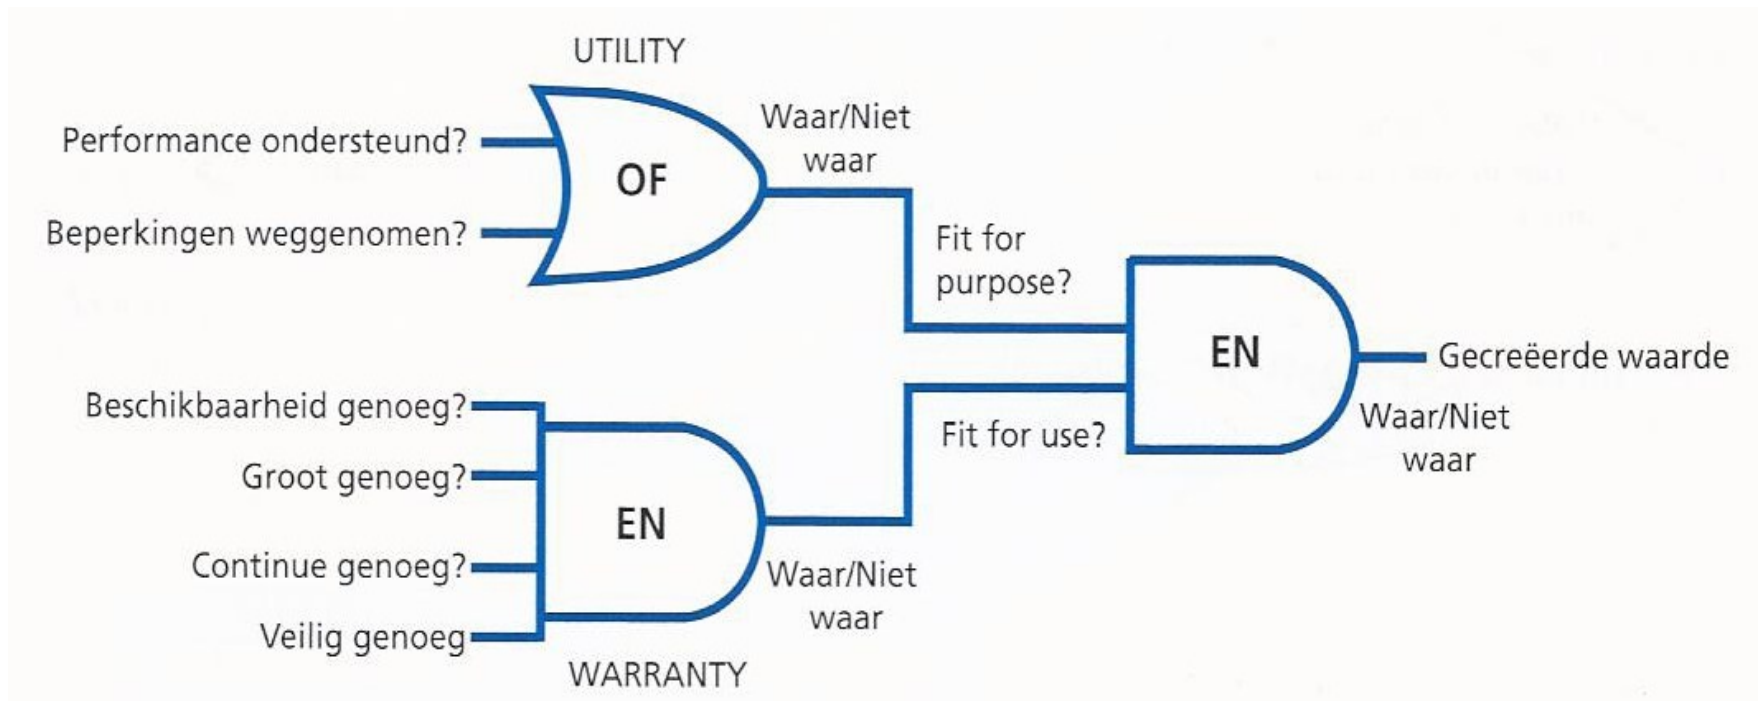 UTILITY
Performance ondersteund?
Beperkingen weggenomen?
OF
Waar/Niet
waar
Fit for
purpose?
Beschikbaarheid genoeg?
Groot genoeg?
Continue genoeg?
Veilig genoeg
EN
WARRANTY
Waar/Niet
waar
Fit for use?
EN
Gecreëerde waarde
Waar/Niet
waar